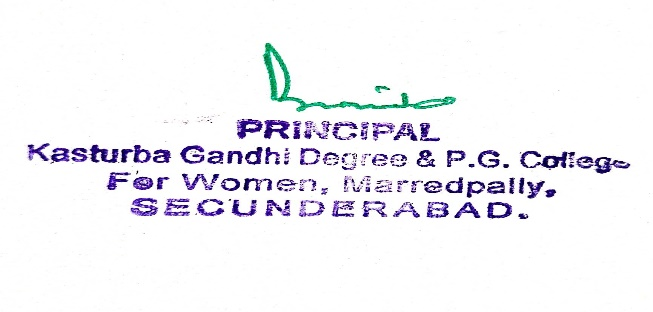 PRINCIPAL
Kasturba Gandhi Degree & P.G. College
For Women, Marredpally,
SECUNDERABAD.